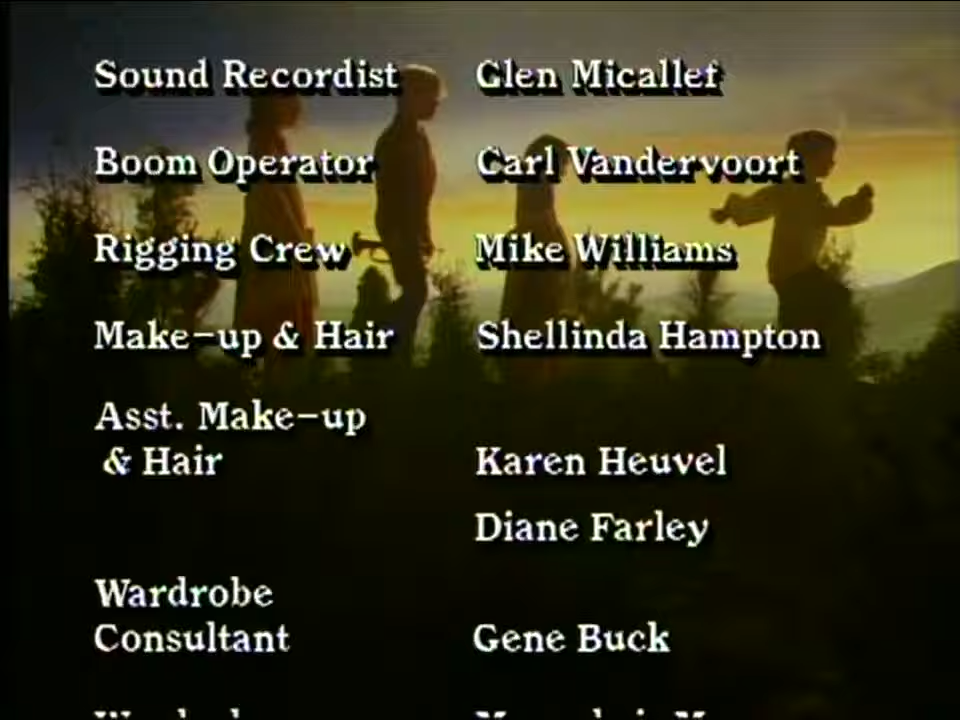 Sound Recordist Glen Micallef
Boom Operator Carl Vandervoort
Rigging Crew Mike Williams
Make-up & Hair Shellinda Hampton
Asst. Make-up
& Hair Karen Heuvel
Diane Farley
Wardrobe
Consultant Gene Buck